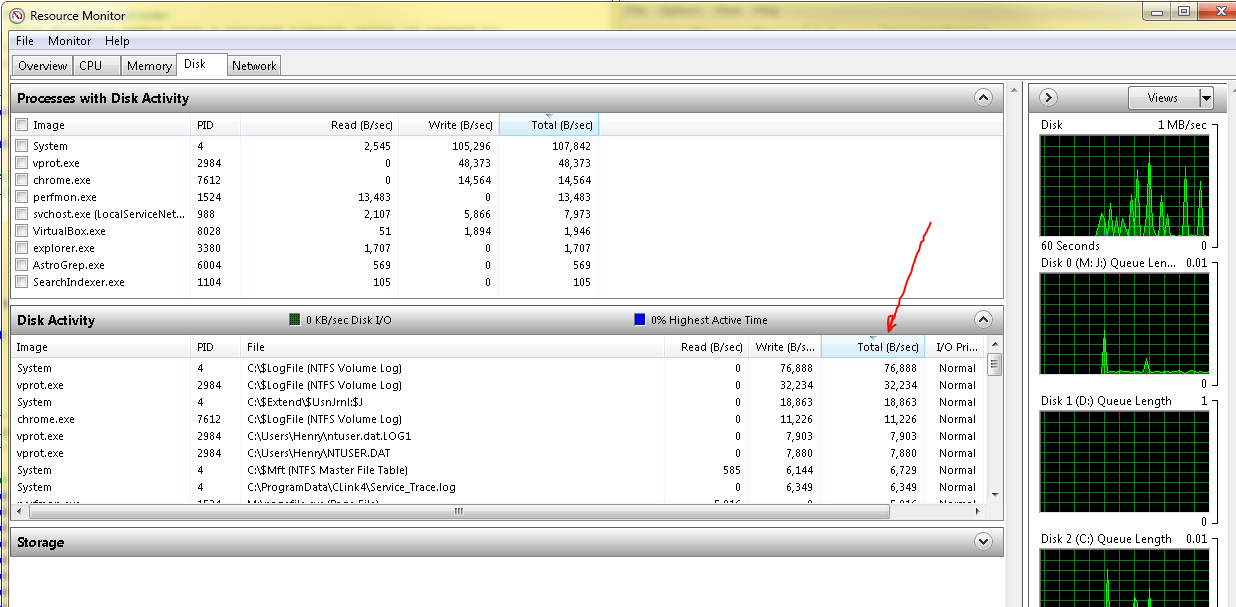 Resource Monitor
File Monitor Help
Overview CPU Memory Disk Network
Processes with Disk Activity
Image PID Read (B/sec) Write (B/sec) Total (B/sec)
System 4 2,545 105,296 107,842
vprot.exe 2984 0 48,373 48,373
chrome.exe 7612 0 14,564 14,564
perfmon.exe 1524 13,483 0 13,483
svchost.exe (LocalServiceNet... 988 2,107 5,866 7,973
VirtualBox.exe 8028 51 1,894 1,946
explorer.exe 3380 1,707 0 1,707
AstroGrep.exe 6004 569 0 569
SearchIndexer.exe 1104 105 0 105
Disk Activity 0 KB/sec Disk I/O 0% Highest Active Time
Image PID File Read (B/sec) Write (B/s... Total (B/sec) I/O Pri...
System 4 C:\$LogFile (NTFS Volume Log) 0 76,888 76,888 Normal
vprot.exe 2984 C:\$LogFile (NTFS Volume Log) 0 32,234 32,234 Normal
System 4 C:\$Extend\$UsnJrnl:$J 0 18,863 18,863 Normal
chrome.exe 7612 C:\$LogFile (NTFS Volume Log) 0 11,226 11,226 Normal
vprot.exe 2984 C:\Users\Henry\ntuser.dat.LOG1 0 7,903 7,903 Normal
vprot.exe 2984 C:\Users\Henry\NTUSER.DAT 0 7,880 7,880 Normal
System 4 C:\$Mft (NTFS Master File Table) 585 6,144 6,729 Normal
System 4 C:\ProgramData\CLink4\Service_Trace.log 0 6,349 6,349 Normal
Storage
Views
Disk 1 MB/sec
60 Seconds 0
Disk 0 (M: J:) Queue Len... 0.01
0
Disk 1 (D:) Queue Length 1
0
Disk 2 (C:) Queue Length 0.01